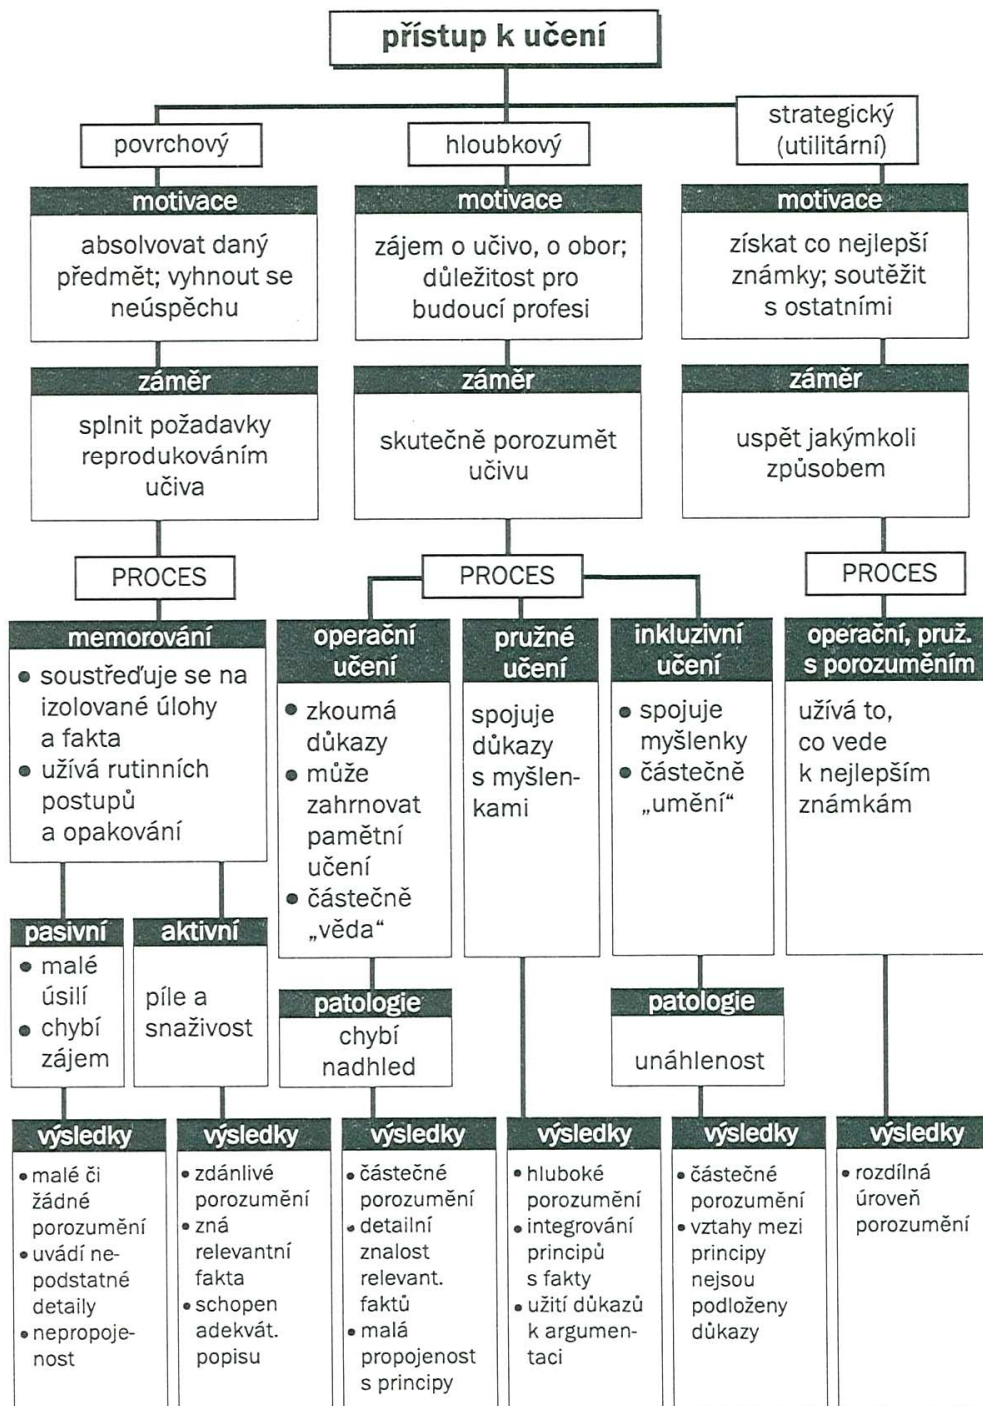 přístup k učení
povrchový
hloubkový
strategický
(utilitární)
motivace
absolvovat daný
předmět; vyhnout se
neúspěchu
motivace
zájem o učivo, o obor;
důležitost pro
budoucí profesi
motivace
získat co nejlepší
známky; soutěžit
s ostatními
záměr
splnit požadavky
reprodukováním
učiva
záměr
skutečně porozumět
učivu
záměr
uspět jakýmkoli
způsobem
PROCES
PROCES
PROCES
memorování
• soustřeďuje se na
izolované úlohy
a fakta
• užívá rutinních
postupů
a opakování
operační
učení
• zkoumá
důkazy
• může
zahrnovat
pamětní
učení
• částečně
„věda“
pružné
učení
spojuje
důkazy
s myšlen-
kami
inkluzivní
učení
• spojuje
myšlenky
• částečně
„umění“
operační, pruž.
s porozuměním
užívá to,
co vede
k nejlepším
známkám
pasivní
• malé
úsilí
• chybí
zájem
aktivní
píle a
snaživost
patologie
chybí
nadhled
patologie
unáhlenost
výsledky
• malé či
žádné
porozumění
• uvádí ne-
podstatné
detaily
• nepropoje-
nost
výsledky
• zdánlivé
porozumění
• zná
relevantní
fakta
• schopen
adekvát.
popisu
výsledky
• částečné
porozumění
• detailní
znalost
relevant.
faktů
• malá
propojenost
s principy
výsledky
• hluboké
porozumění
• integrování
principů
s fakty
• užití důkazů
k argumen-
taci
výsledky
• částečné
porozumění
• vztahy mezi
principy
nejsou
podloženy
důkazy
výsledky
• rozdílná
úroveň
porozumění